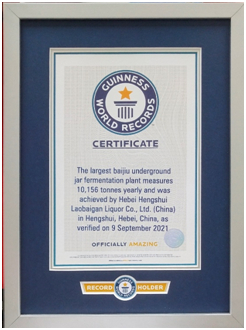 GUINNESS
WORLD RECORDS
CERTIFICATE
The largest baijiu underground
jar fermentation plant measures
10,156 tonnes yearly and was
achieved by Hebei Hengshui
Laobaigan Liquor Co., Ltd. (China)
in Hengshui, Hebei, China, as
verified on 9 September 2021
OFFICIALLY AMAZING
RECORD HOLDER